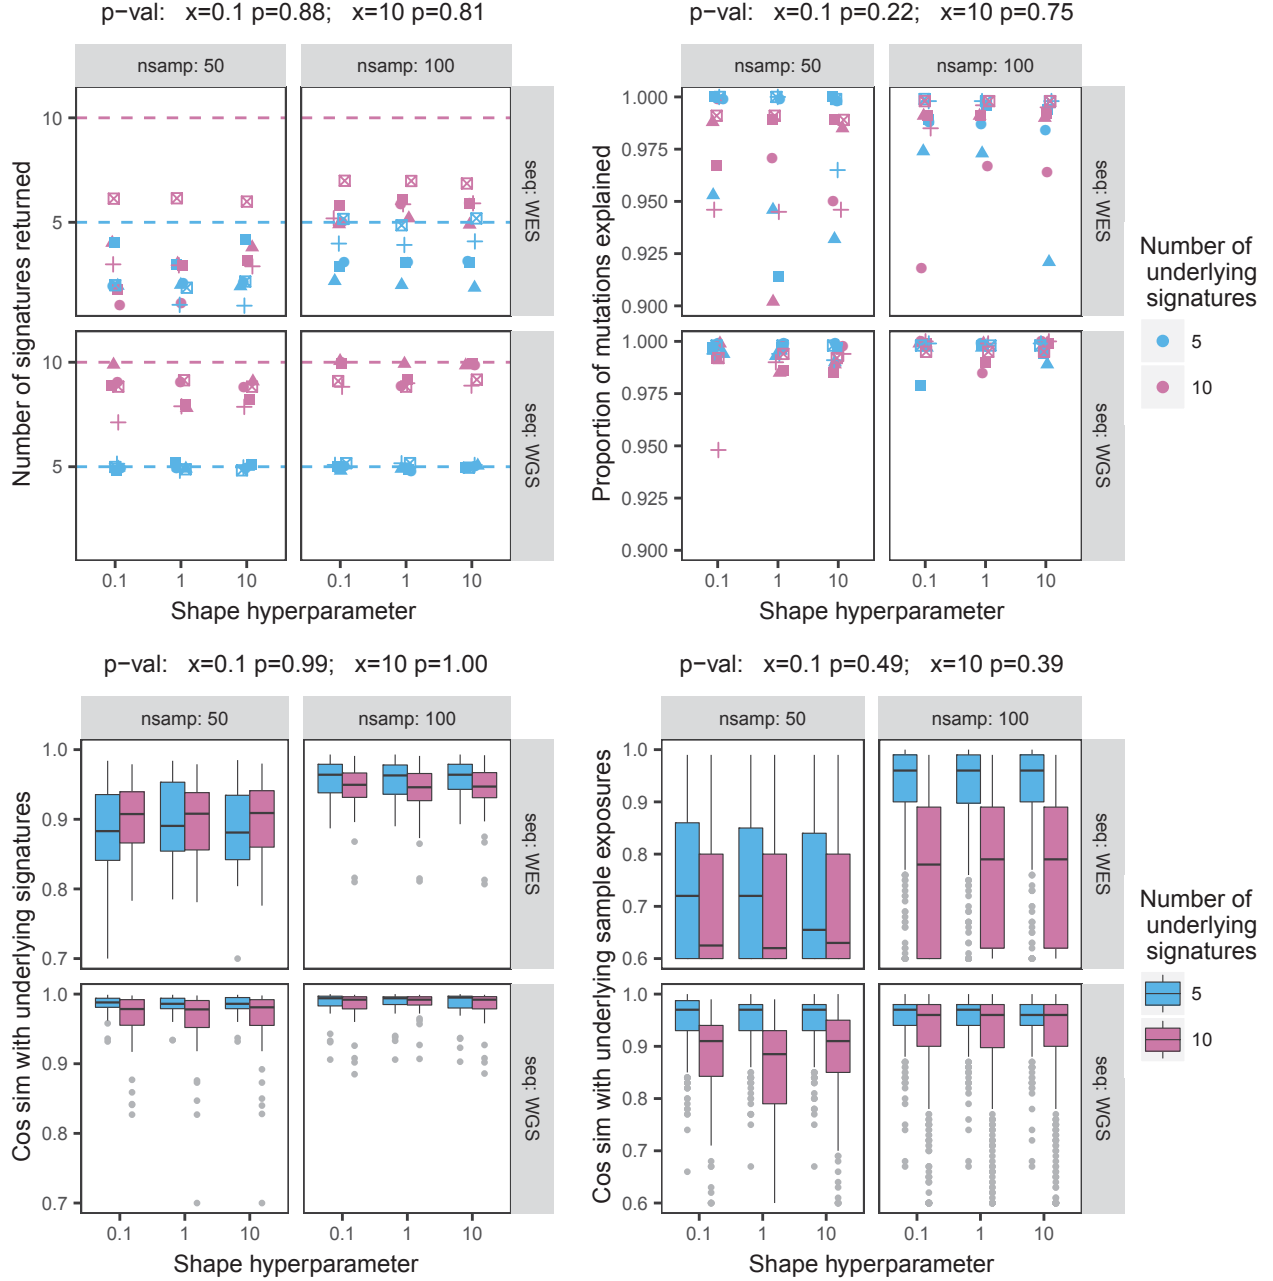 p−val: x=0.1 p=0.88; x=10 p=0.81
nsamp: 50
nsamp: 100
Number of signatures returned
10
5
seq: WES
10
5
seq: WGS
0.1
1
10
0.1
1
10
Shape hyperparameter
p−val: x=0.1 p=0.22; x=10 p=0.75
nsamp: 50
nsamp: 100
Proportion of mutations explained
1.000
0.975
0.950
0.925
0.900
seq: WES
1.000
0.975
0.950
0.925
0.900
seq: WGS
0.1
1
10
0.1
1
10
Shape hyperparameter
Number of
underlying
signatures
5
10
p−val: x=0.1 p=0.99; x=10 p=1.00
nsamp: 50
nsamp: 100
Cos sim with underlying signatures
1.0
0.9
0.8
0.7
seq: WES
1.0
0.9
0.8
0.7
seq: WGS
0.1
1
10
0.1
1
10
Shape hyperparameter
p−val: x=0.1 p=0.49; x=10 p=0.39
nsamp: 50
nsamp: 100
Cos sim with underlying sample exposures
1.0
0.9
0.8
0.7
0.6
seq: WES
1.0
0.9
0.8
0.7
0.6
seq: WGS
0.1
1
10
0.1
1
10
Shape hyperparameter
Number of
underlying
signatures
5
10